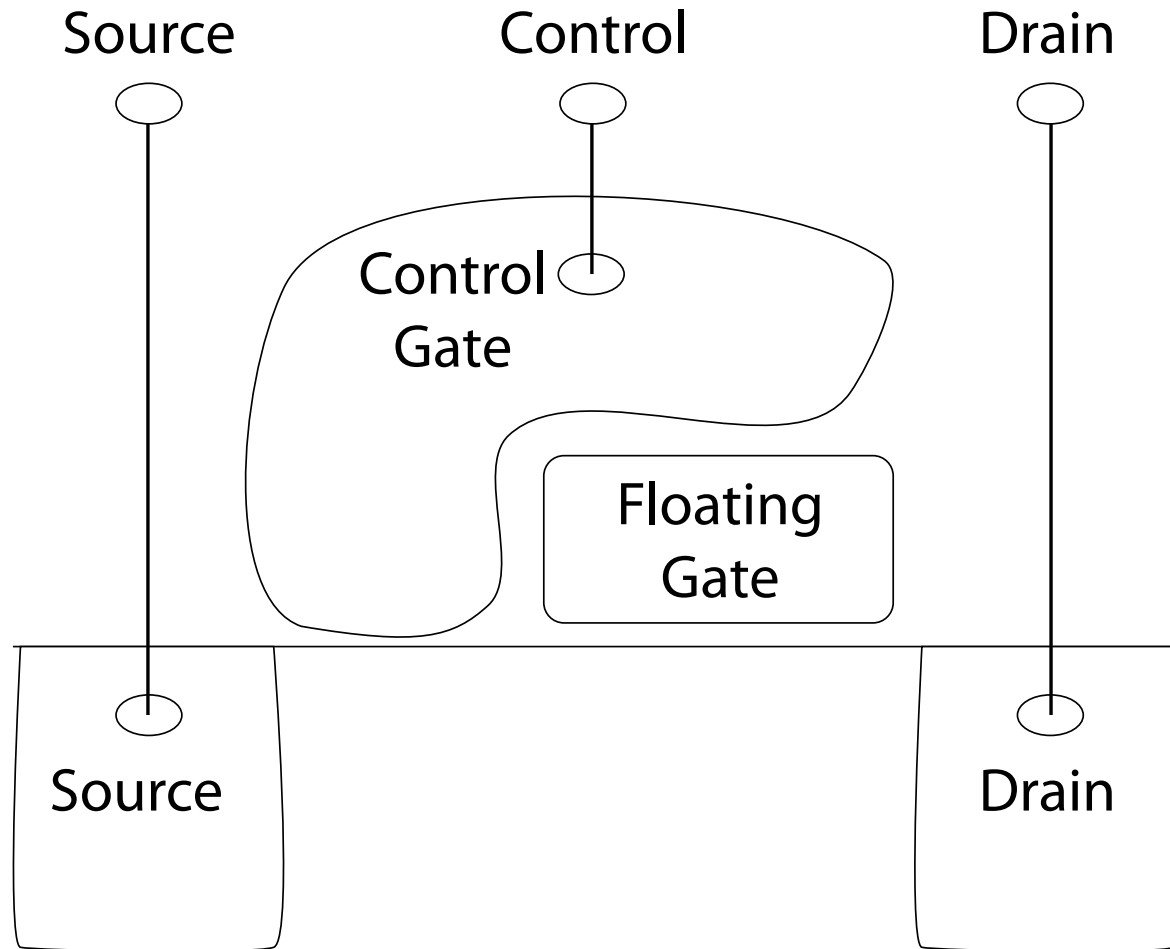 Source
Control
Drain
Control
Gate
Floating
Gate
Source
Drain